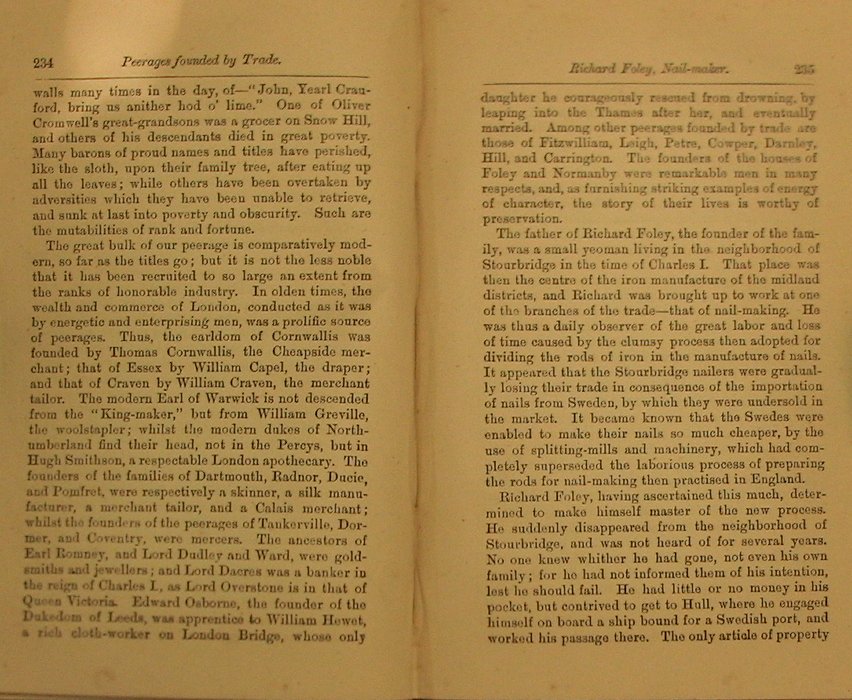 234 Peerages founded by Trade.
walls many times in the day, of—"John, Yearl Crau-
ford, bring us anither hod o' lime." One of Oliver
Cromwell's great-grandsons was a grocer on Snow Hill,
and others of his descendants died in great poverty.
Many barons of proud names and titles have perished,
like the sloth, upon their family tree, after eating up
all the leaves; while others have been overtaken by
adversities which they have been unable to retrieve,
and sunk at last into poverty and obscurity. Such are
the mutabilities of rank and fortune.
The great bulk of our peerage is comparatively mod-
ern, so far as the titles go; but it is not the less noble
that it has been recruited to so large an extent from
the ranks of honorable industry. In olden times, the
wealth and commerce of London, conducted as it was
by energetic and enterprising men, was a prolific source
of peerages. Thus, the earldom of Cornwallis was
founded by Thomas Cornwallis, the Cheapside mer-
chant; that of Essex by William Capel, the draper;
and that of Craven by William Craven, the merchant
tailor. The modern Earl of Warwick is not descended
from the "King-maker," but from William Greville,
the woolstapler; whilst the modern dukes of North-
umberland find their head, not in the Percys, but in
Hugh Smithson, a respectable London apothecary. The
founders of the families of Dartmouth, Radnor, Ducie,
and Pomfret, were respectively a skinner, a silk manu-
facturer, a merchant tailor, and a Calais merchant;
whilst the founders of the peerages of Tankerville, Dor-
mer, and Coventry, were mercers. The ancestors of
Earl Romney, and Lord Dudley and Ward, were gold-
smiths and jewellers; and Lord Dacres was a banker in
the reign of Charles I., as Lord Overstone is in that of
Queen Victoria. Edward Osborne, the founder of the
Dukedom of Leeds, was apprentice to William Hewet,
a rich cloth-worker on London Bridge, whose only
Richard Foley, Nail-maker. 235
daughter he courageously rescued from drowning, by
leaping into the Thames after her, and eventually
married. Among other peerages founded by trade are
those of Fitzwilliam, Leigh, Petre, Cowper, Darnley,
Hill, and Carrington. The founders of the houses of
Foley and Normanby were remarkable men in many
respects, and, as furnishing striking examples of energy
of character, the story of their lives is worthy of
preservation.
The father of Richard Foley, the founder of the fam-
ily, was a small yeoman living in the neighborhood of
Stourbridge in the time of Charles I. That place was
then the centre of the iron manufacture of the midland
districts, and Richard was brought up to work at one
of the branches of the trade—that of nail-making. He
was thus a daily observer of the great labor and loss
of time caused by the clumsy process then adopted for
dividing the rods of iron in the manufacture of nails.
It appeared that the Stourbridge nailers were gradual-
ly losing their trade in consequence of the importation
of nails from Sweden, by which they were undersold in
the market. It became known that the Swedes were
enabled to make their nails so much cheaper, by the
use of splitting-mills and machinery, which had com-
pletely superseded the laborious process of preparing
the rods for nail-making then practised in England.
Richard Foley, having ascertained this much, deter-
mined to make himself master of the new process.
He suddenly disappeared from the neighborhood of
Stourbridge, and was not heard of for several years.
No one knew whither he had gone, not even his own
family; for he had not informed them of his intention,
lest he should fail. He had little or no money in his
pocket, but contrived to get to Hull, where he engaged
himself on board a ship bound for a Swedish port, and
worked his passage there. The only article of property